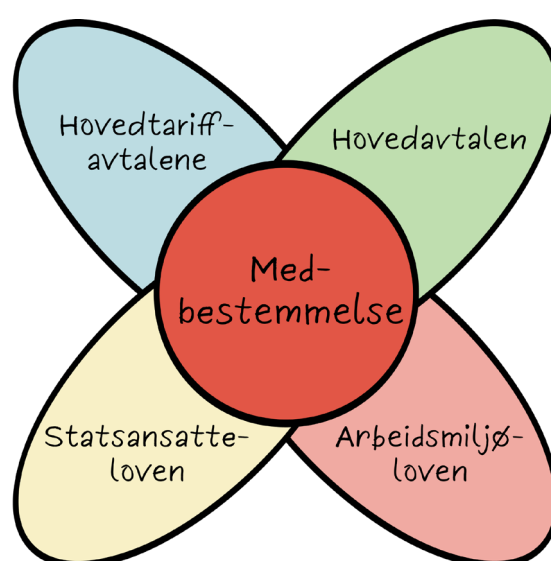 Hovedtariff-
avtalene
Hovedavtalen
Med-
bestemmelse
Statsansatte-
loven
Arbeidsmiljø-
loven